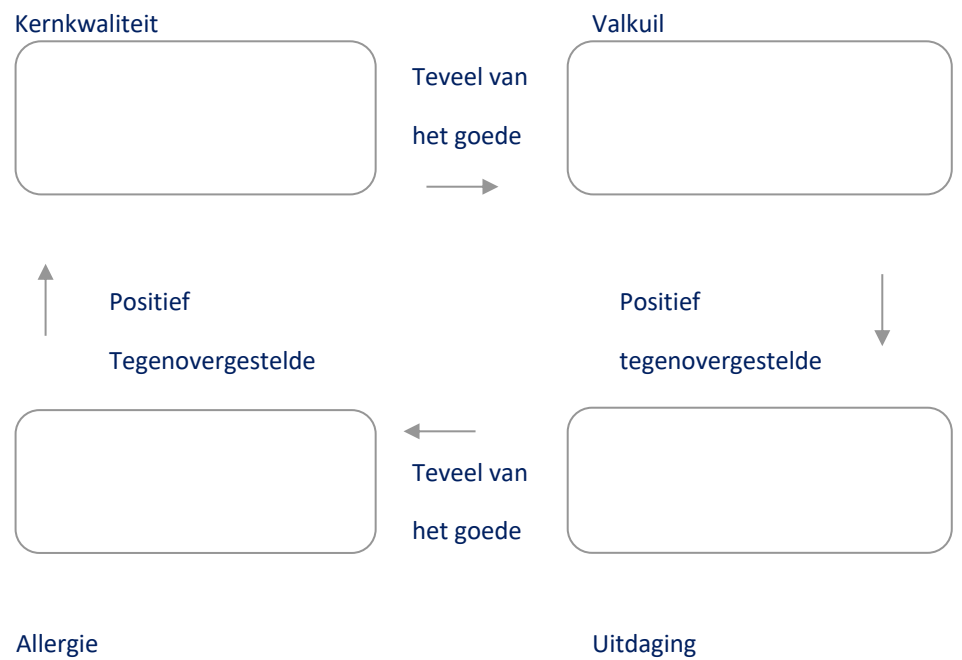 Kernkwaliteit
Valkuil
Teveel van
het goede
Positief
Tegenovergestelde
Positief
tegenovergestelde
Teveel van
het goede
Allergie
Uitdaging